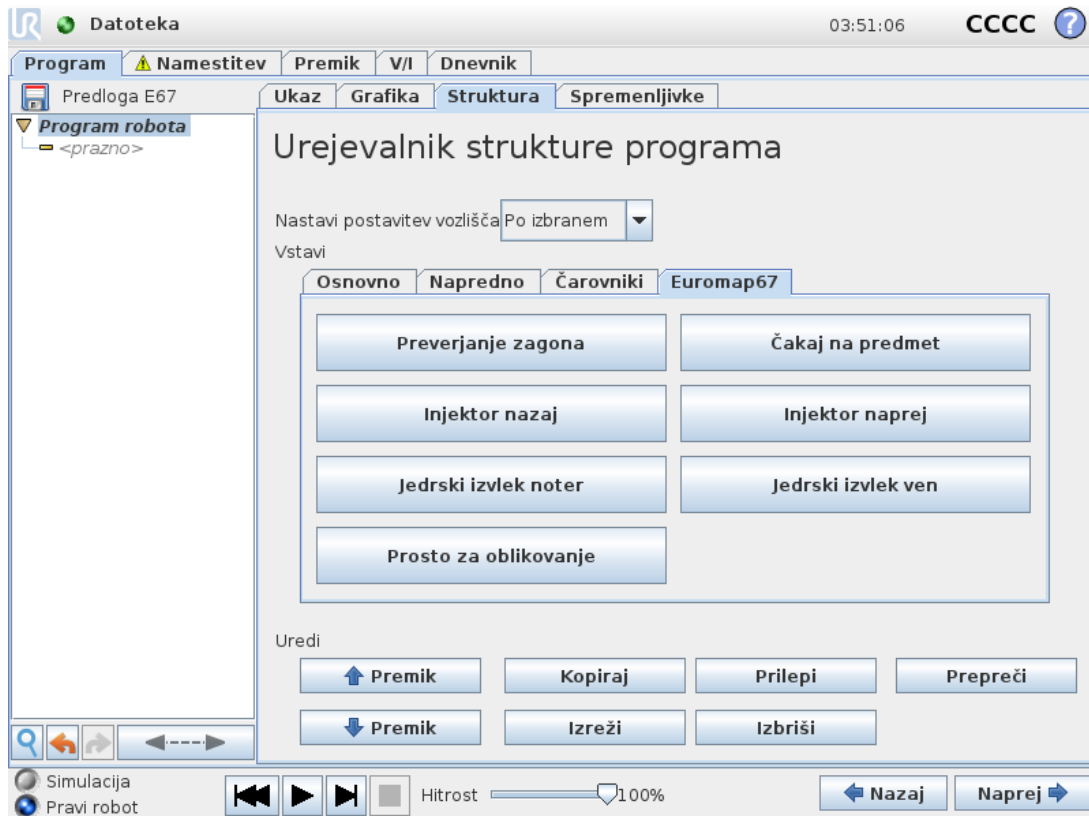 UR Datoteka 03:51:06 CCCC ?
Program Namestitev Premik V/I Dnevnik
Predloga E67
Ukaz Grafika Struktura Spremenljivke
Program robota
<prazno>
Urejevalnik strukture programa
Nastavi postavitev vozlišča Po izbranem
Vstavi
Osnovno Napredno Čarovniki Euromap67
Preverjanje zagona Čakaj na predmet
Injektor nazaj Injektor naprej
Jedrski izvlek noter Jedrski izvlek ven
Prosto za oblikovanje
Uredi
Premik Kopiraj Prilepi Prepreči
Premik Izreži Izbriši
Simulacija
Pravi robot
Hitrost 100% Nazaj Naprej